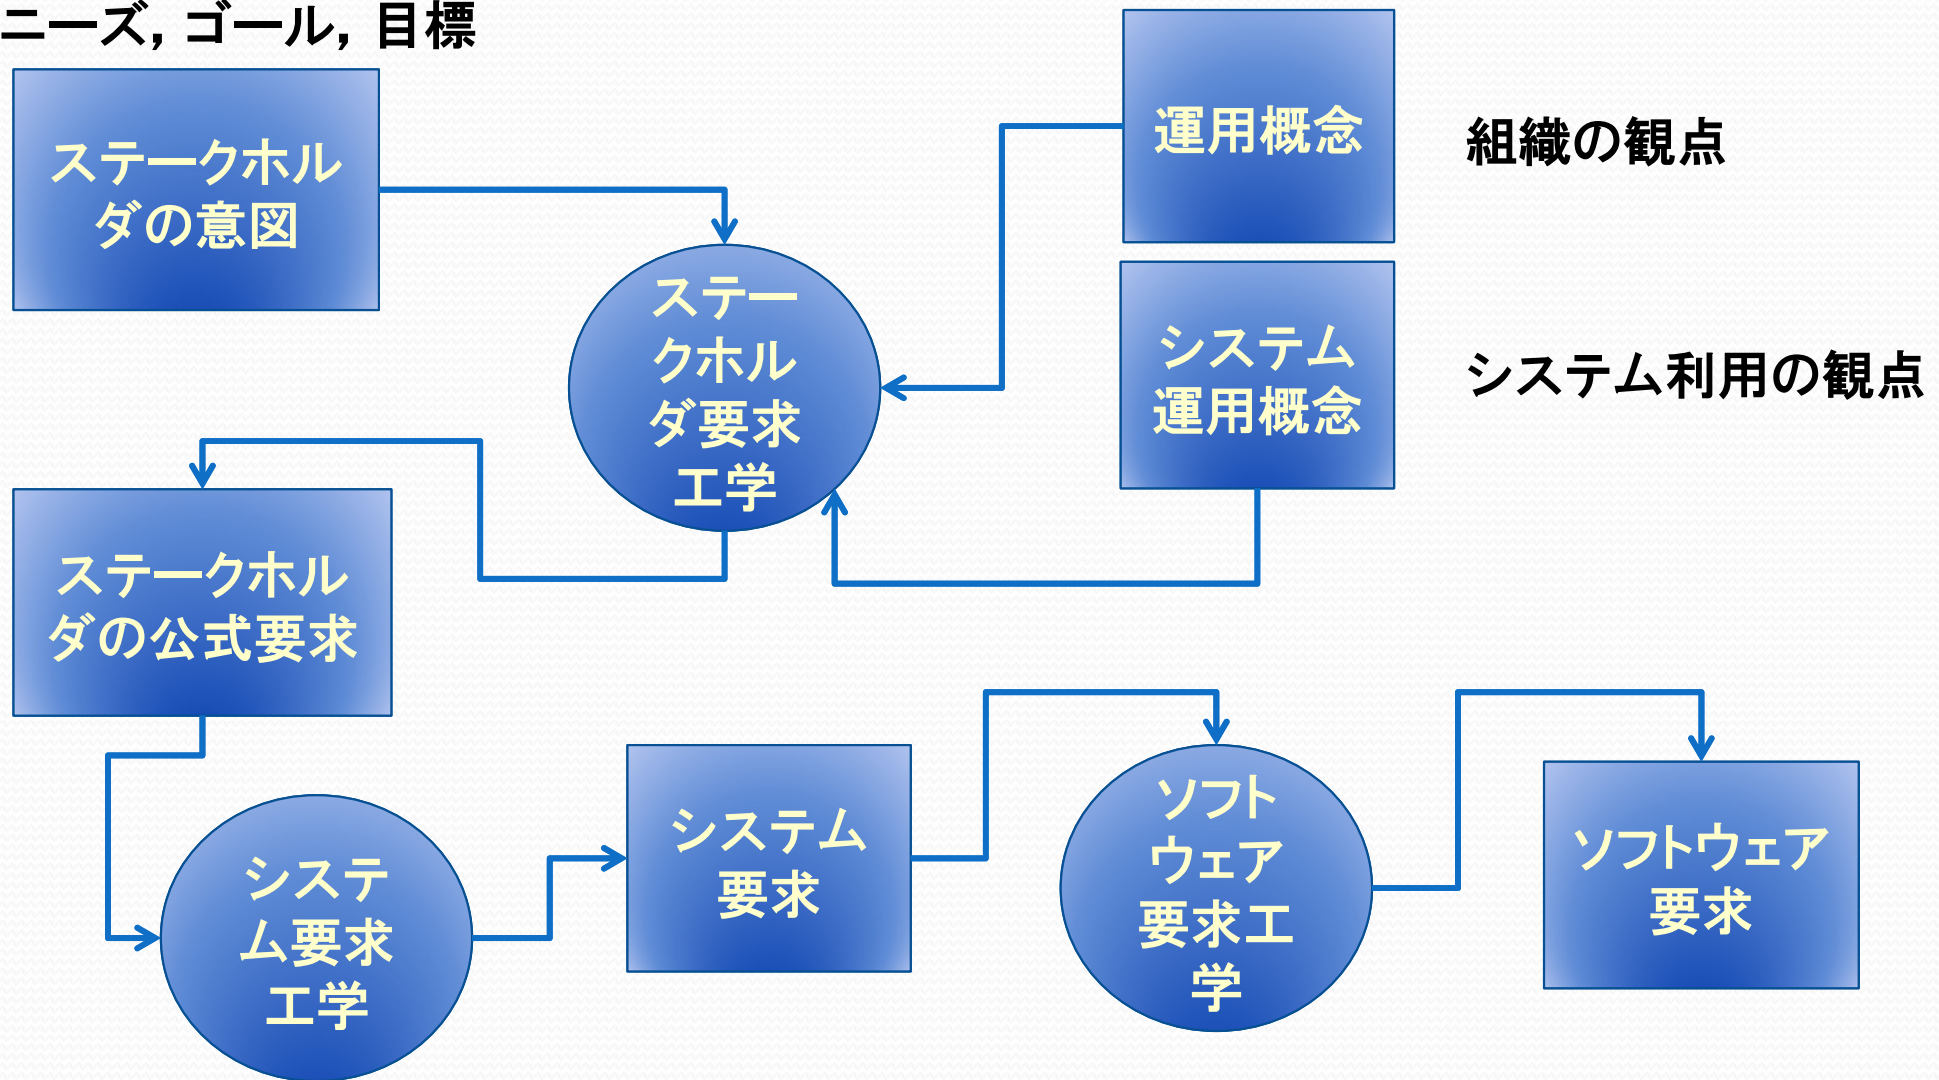 ニーズ，ゴール，目標
ステークホル
ダの意図
運用概念
組織の観点
ステー
クホル
ダ要求
工学
システム
運用概念
システム利用の観点
ステークホル
ダの公式要求
システ
ム要求
工学
システム
要求
ソフト
ウェア
要求工
学
ソフトウェア
要求